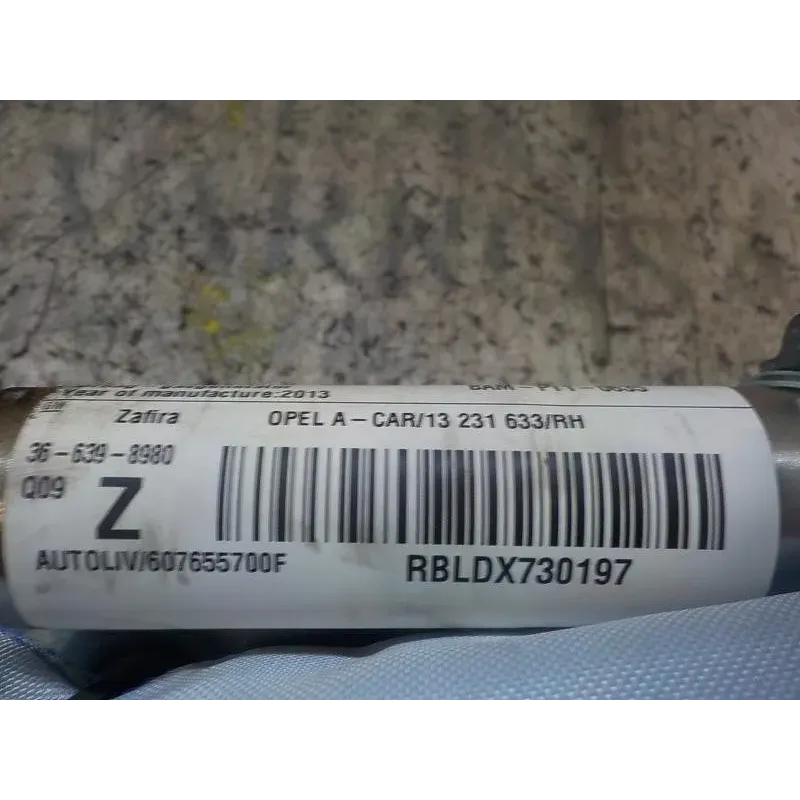 Year of manufacture:2013
Zafira OPEL A-CAR/13 231 633/RH
36-639-8980
Q09 Z
AUTOLIV/607655700F RBLDX730197